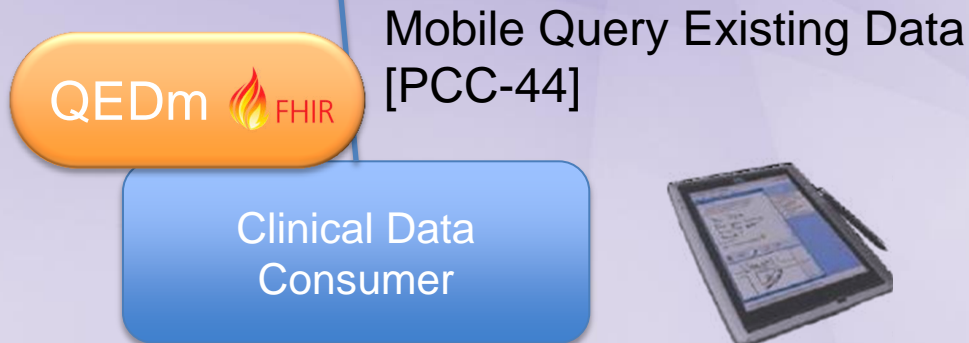 Mobile Query Existing Data
[PCC-44]
QEDm FHIR
Clinical Data
Consumer